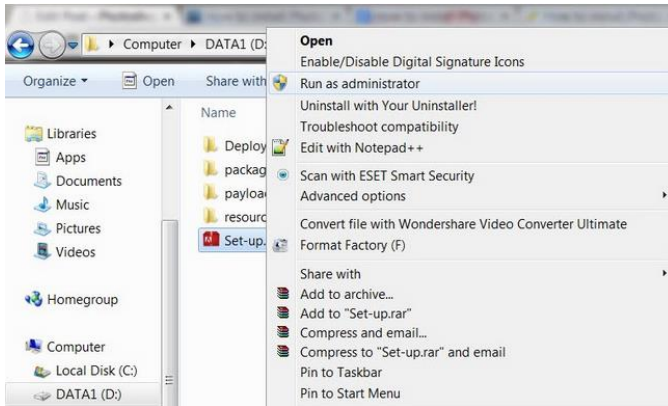 Computer ▸ DATA1 (D:
Organize Open Share with
Name
Libraries
Apps
Documents
Music
Pictures
Videos
Homegroup
Computer
Local Disk (C:)
DATA1 (D:)
Deploy
packag
payloa
resourc
Set-up.
Open
Enable/Disable Digital Signature Icons
Run as administrator
Uninstall with Your Uninstaller!
Troubleshoot compatibility
Edit with Notepad++
Scan with ESET Smart Security
Advanced options
Convert file with Wondershare Video Converter Ultimate
Format Factory (F)
Share with
Add to archive...
Add to "Set-up.rar"
Compress and email...
Compress to "Set-up.rar" and email
Pin to Taskbar
Pin to Start Menu